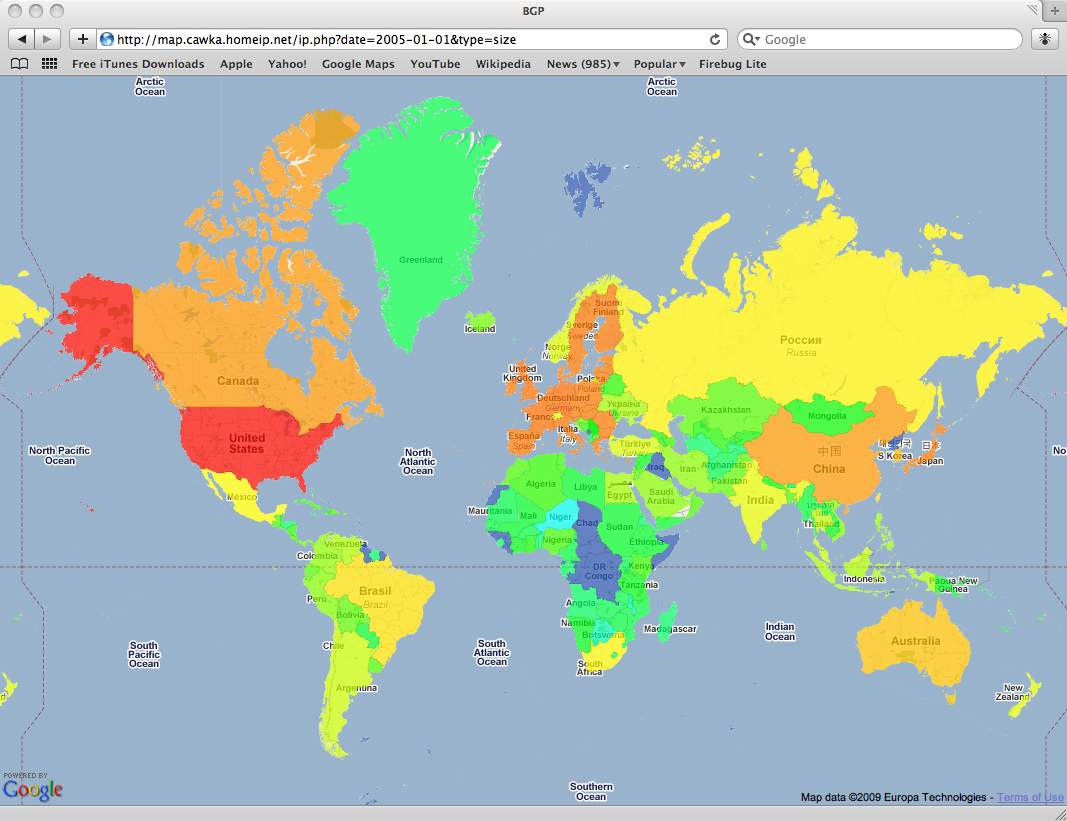 BGP
http://map.cawka.homeip.net/ip.php?date=2005-01-01&type=size
Google
Free iTunes Downloads
Apple
Yahoo!
Google Maps
YouTube
Wikipedia
News (985)
Popular
Firebug Lite
Arctic
Ocean
Arctic
Ocean
Greenland
Iceland
Suomi
Finland
Sverige
Sweden
Norge
Norway
Россия
Russia
United
Kingdom
Polska
Poland
Canada
Deutschland
Germany
Україна
Ukraine
Kazakhstan
Mongolia
France
Italia
Italy
España
Spain
Türkiye
Turkey
United
States
North Pacific
Ocean
North
Atlantic
Ocean
中国
China
S Korea
日本
Japan
No
Iraq
Iran
Afghanistan
Pakistan
Algeria
Libya
Egypt
Saudi
Arabia
India
México
Mauritania
Mali
Niger
Chad
Sudan
Thailand
Nigeria
Ethiopia
Venezuela
Colombia
DR
Congo
Kenya
Tanzania
Indonesia
Papua New
Guinea
Brasil
Brazil
Perú
Bolivia
Angola
Namibia
Botswana
Madagascar
Indian
Ocean
Australia
South
Pacific
Ocean
Chile
South
Atlantic
Ocean
South
Africa
Argentina
d
New
Zealand
POWERED BY
Google
Southern
Ocean
Map data ©2009 Europa Technologies - Terms of Use